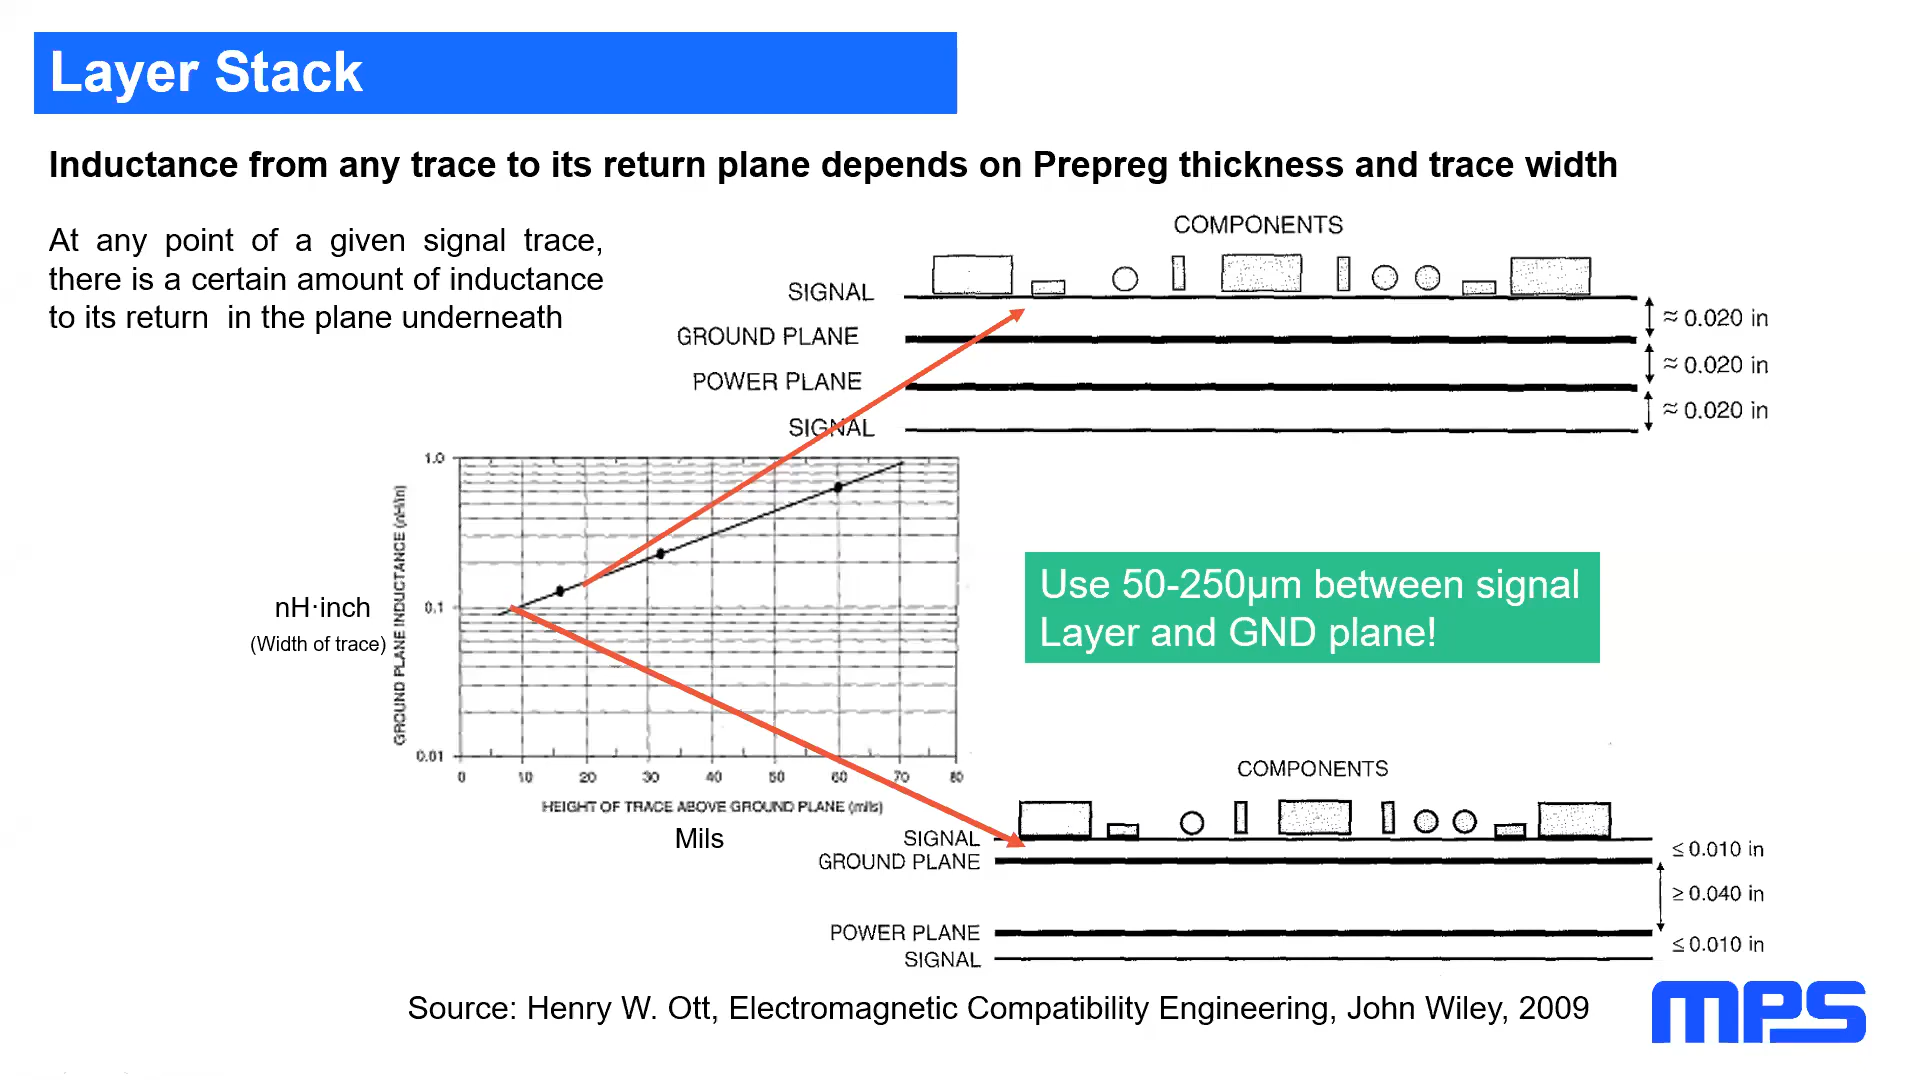 Layer Stack
Inductance from any trace to its return plane depends on Prepreg thickness and trace width
At any point of a given signal trace,
there is a certain amount of inductance
to its return in the plane underneath
COMPONENTS
SIGNAL
GROUND PLANE
POWER PLANE
SIGNAL
≈ 0.020 in
≈ 0.020 in
≈ 0.020 in
nH·inch
(Width of trace)
GROUND PLANE INDUCTANCE (nH/in)
1.0
0.1
0.01
0 10 20 30 40 50 60 70 80
HEIGHT OF TRACE ABOVE GROUND PLANE (mils)
Mils
Use 50-250µm between signal
Layer and GND plane!
COMPONENTS
SIGNAL
GROUND PLANE
POWER PLANE
SIGNAL
≤ 0.010 in
≥ 0.040 in
≤ 0.010 in
Source: Henry W. Ott, Electromagnetic Compatibility Engineering, John Wiley, 2009
mPS